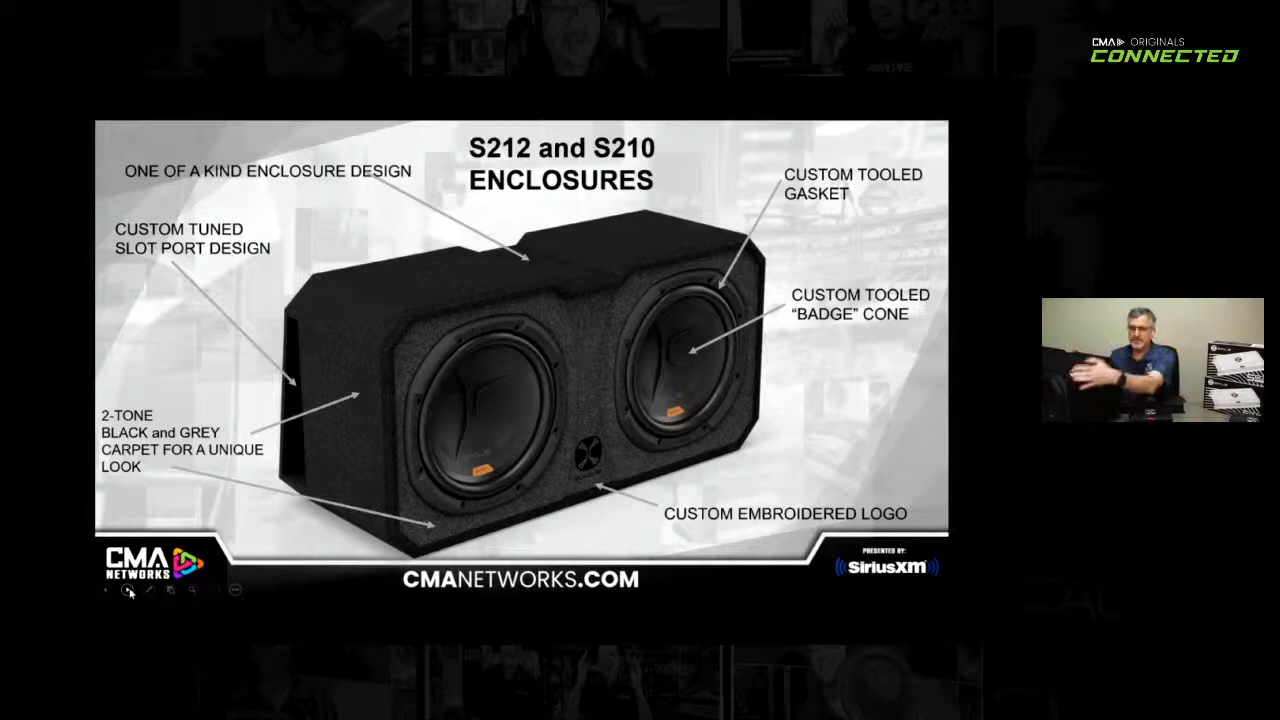 CMA ORIGINALS
CONNECTED
S212 and S210
ENCLOSURES
ONE OF A KIND ENCLOSURE DESIGN
CUSTOM TOOLED
GASKET
CUSTOM TUNED
SLOT PORT DESIGN
CUSTOM TOOLED
“BADGE” CONE
2-TONE
BLACK and GREY
CARPET FOR A UNIQUE
LOOK
CUSTOM EMBROIDERED LOGO
CMA
NETWORKS
PRESENTED BY:
SiriusXM
CMANETWORKS.COM